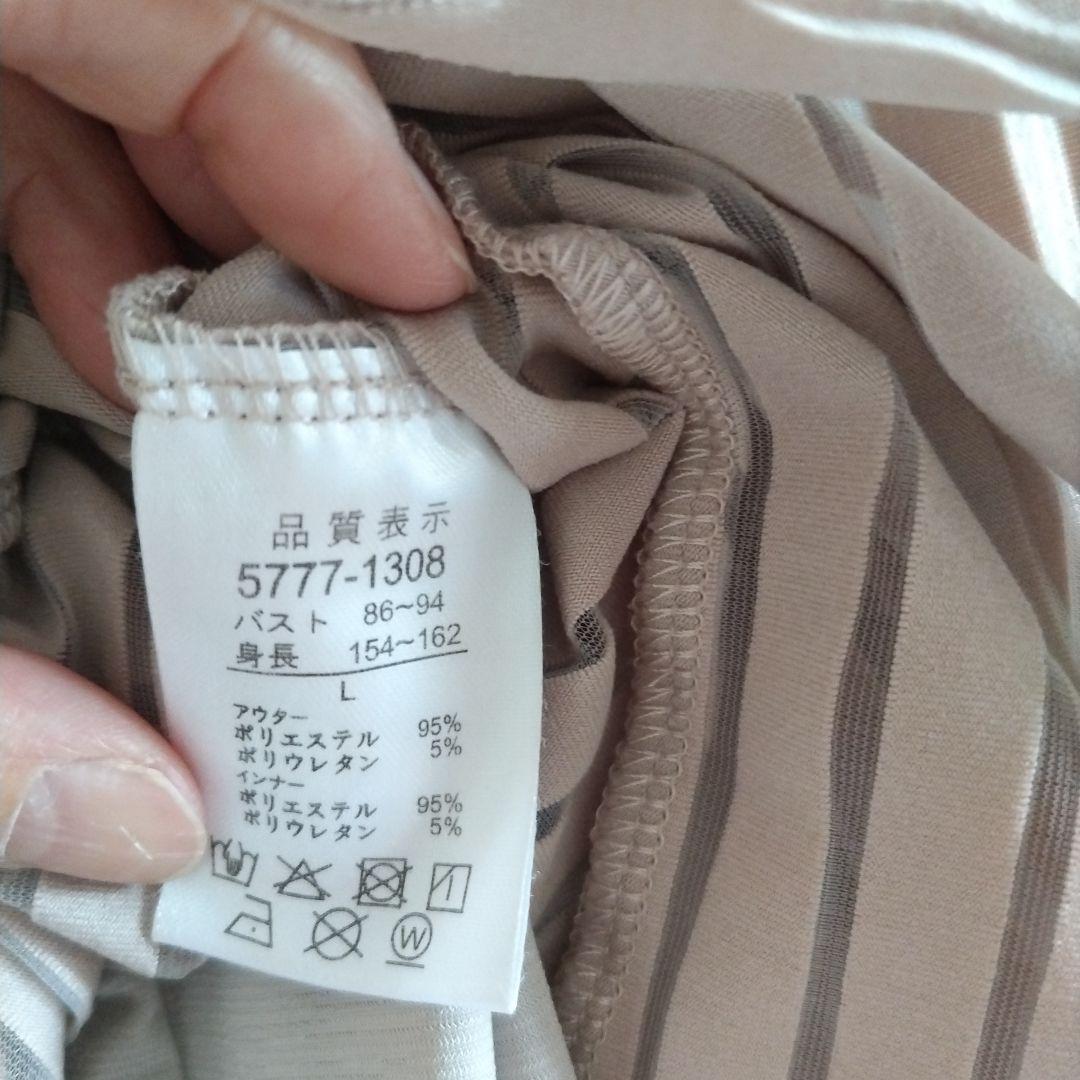 品質表示
5777-1308
バスト 86~94
身長 154~162
L
アウター
ポリエステル 95%
ポリウレタン 5%
インナー
ポリエステル 95%
ポリウレタン 5%
W